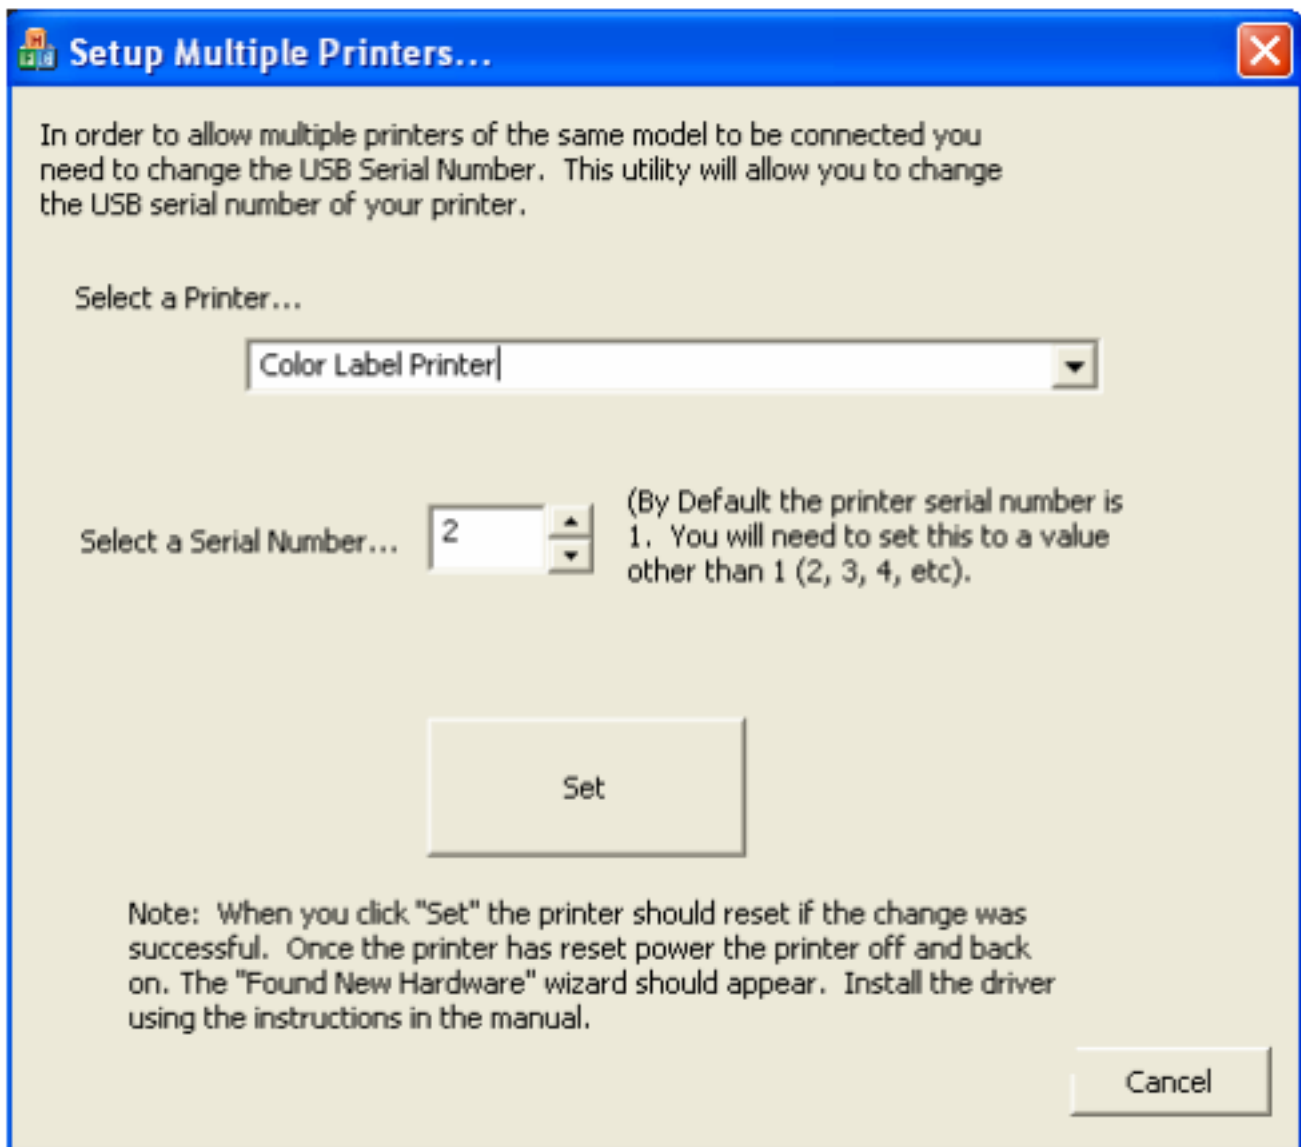 Setup Multiple Printers...
In order to allow multiple printers of the same model to be connected you
need to change the USB Serial Number.  This utility will allow you to change
the USB serial number of your printer.
Select a Printer...
Color Label Printer
Select a Serial Number...
2
(By Default the printer serial number is
1.  You will need to set this to a value
other than 1 (2, 3, 4, etc).
Set
Note:  When you click "Set" the printer should reset if the change was
successful.  Once the printer has reset power the printer off and back
on. The "Found New Hardware" wizard should appear.  Install the driver
using the instructions in the manual.
Cancel